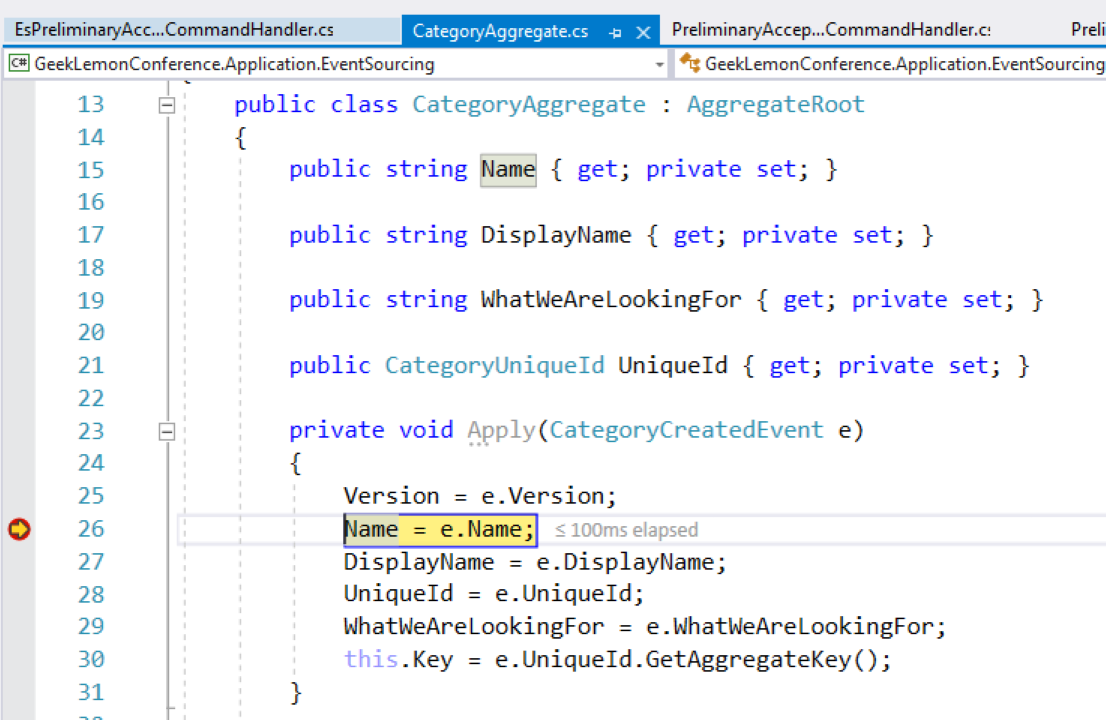 EsPreliminaryAcc...CommandHandler.cs CategoryAggregate.cs PreliminaryAccep...CommandHandler.cs Preli
C# GeekLemonConference.Application.EventSourcing GeekLemonConference.Application.EventSourcing
13 public class CategoryAggregate : AggregateRoot
14 {
15 public string Name { get; private set; }
16
17 public string DisplayName { get; private set; }
18
19 public string WhatWeAreLookingFor { get; private set; }
20
21 public CategoryUniqueId UniqueId { get; private set; }
22
23 private void Apply(CategoryCreatedEvent e)
24 {
25 Version = e.Version;
26 Name = e.Name; ≤ 100ms elapsed
27 DisplayName = e.DisplayName;
28 UniqueId = e.UniqueId;
29 WhatWeAreLookingFor = e.WhatWeAreLookingFor;
30 this.Key = e.UniqueId.GetAggregateKey();
31 }